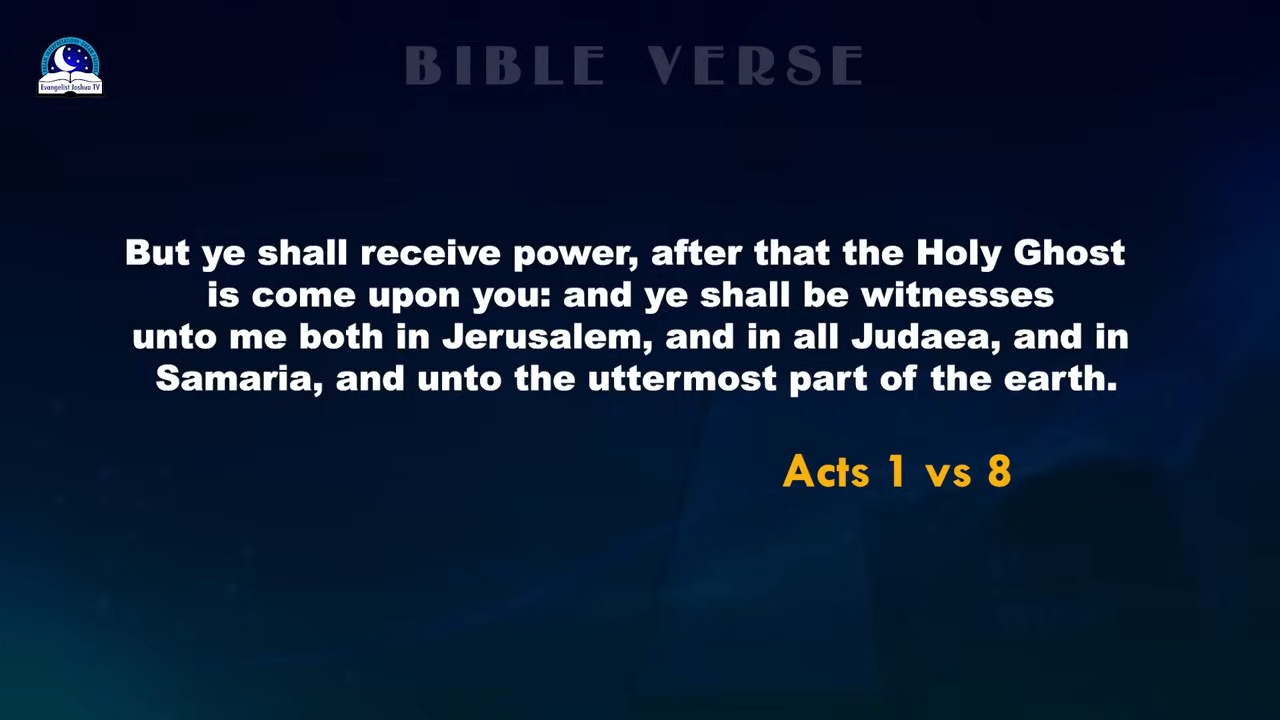 BIBLE VERSE
Evangelist Joshua TV
But ye shall receive power, after that the Holy Ghost
is come upon you: and ye shall be witnesses
unto me both in Jerusalem, and in all Judaea, and in
Samaria, and unto the uttermost part of the earth.
Acts 1 vs 8